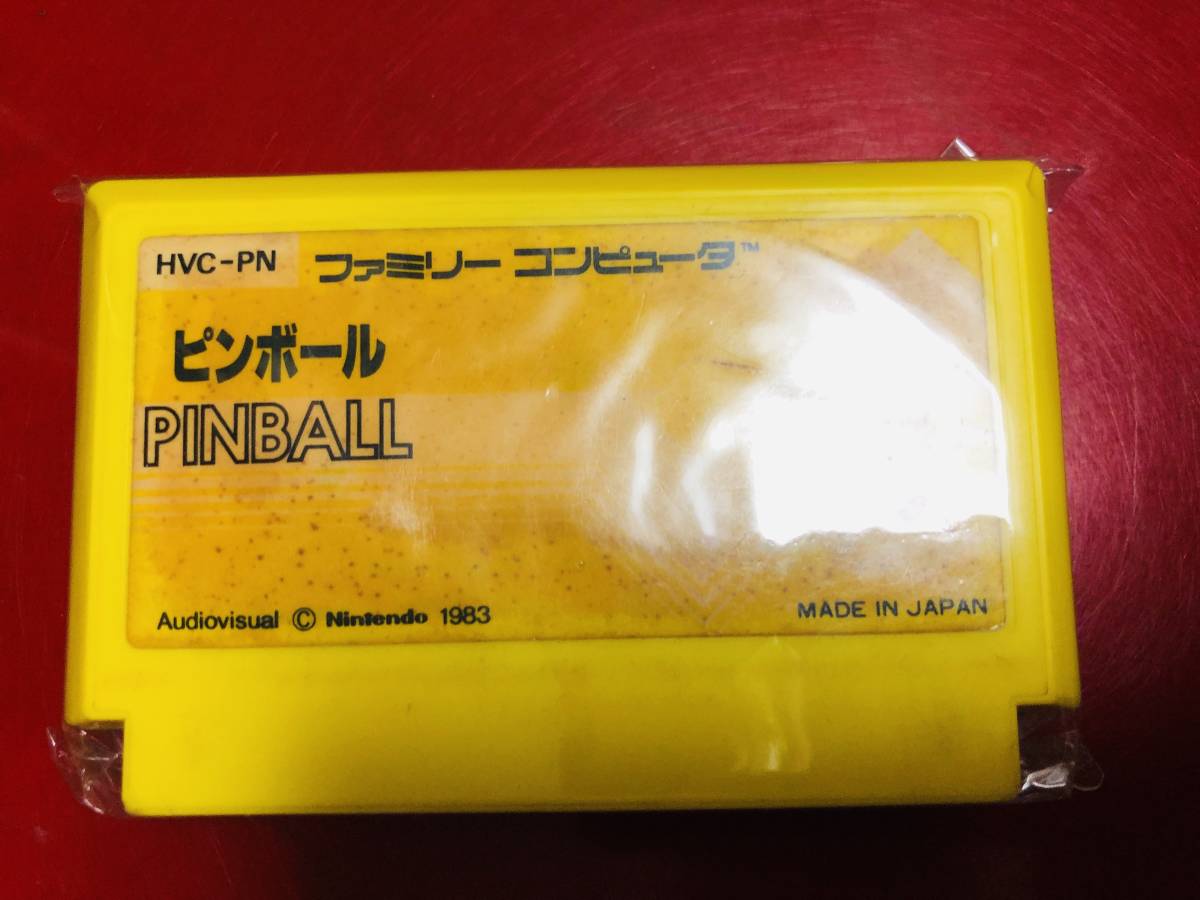 HVC-PN ファミリー コンピュータ™
ピンボール
PINBALL
Audiovisual © Nintendo 1983
MADE IN JAPAN